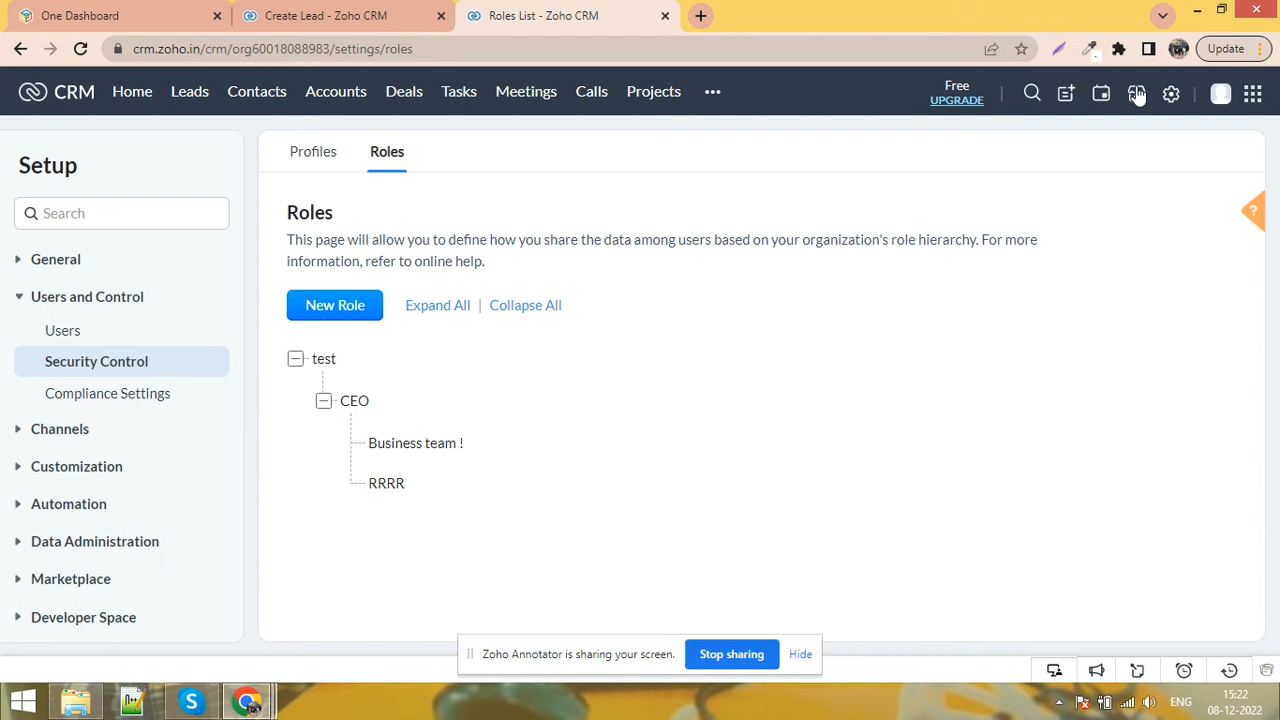 One Dashboard
Create Lead - Zoho CRM
Roles List - Zoho CRM
crm.zoho.in/crm/org60018088983/settings/roles
Update
CRM
Home
Leads
Contacts
Accounts
Deals
Tasks
Meetings
Calls
Projects
Free
UPGRADE
Setup
Search
General
Users and Control
Users
Security Control
Compliance Settings
Channels
Customization
Automation
Data Administration
Marketplace
Developer Space
Profiles
Roles
Roles
This page will allow you to define how you share the data among users based on your organization's role hierarchy. For more
information, refer to online help.
New Role
Expand All | Collapse All
test
CEO
Business team !
RRRR
?
Zoho Annotator is sharing your screen.
Stop sharing
Hide
ENG
15:22
08-12-2022